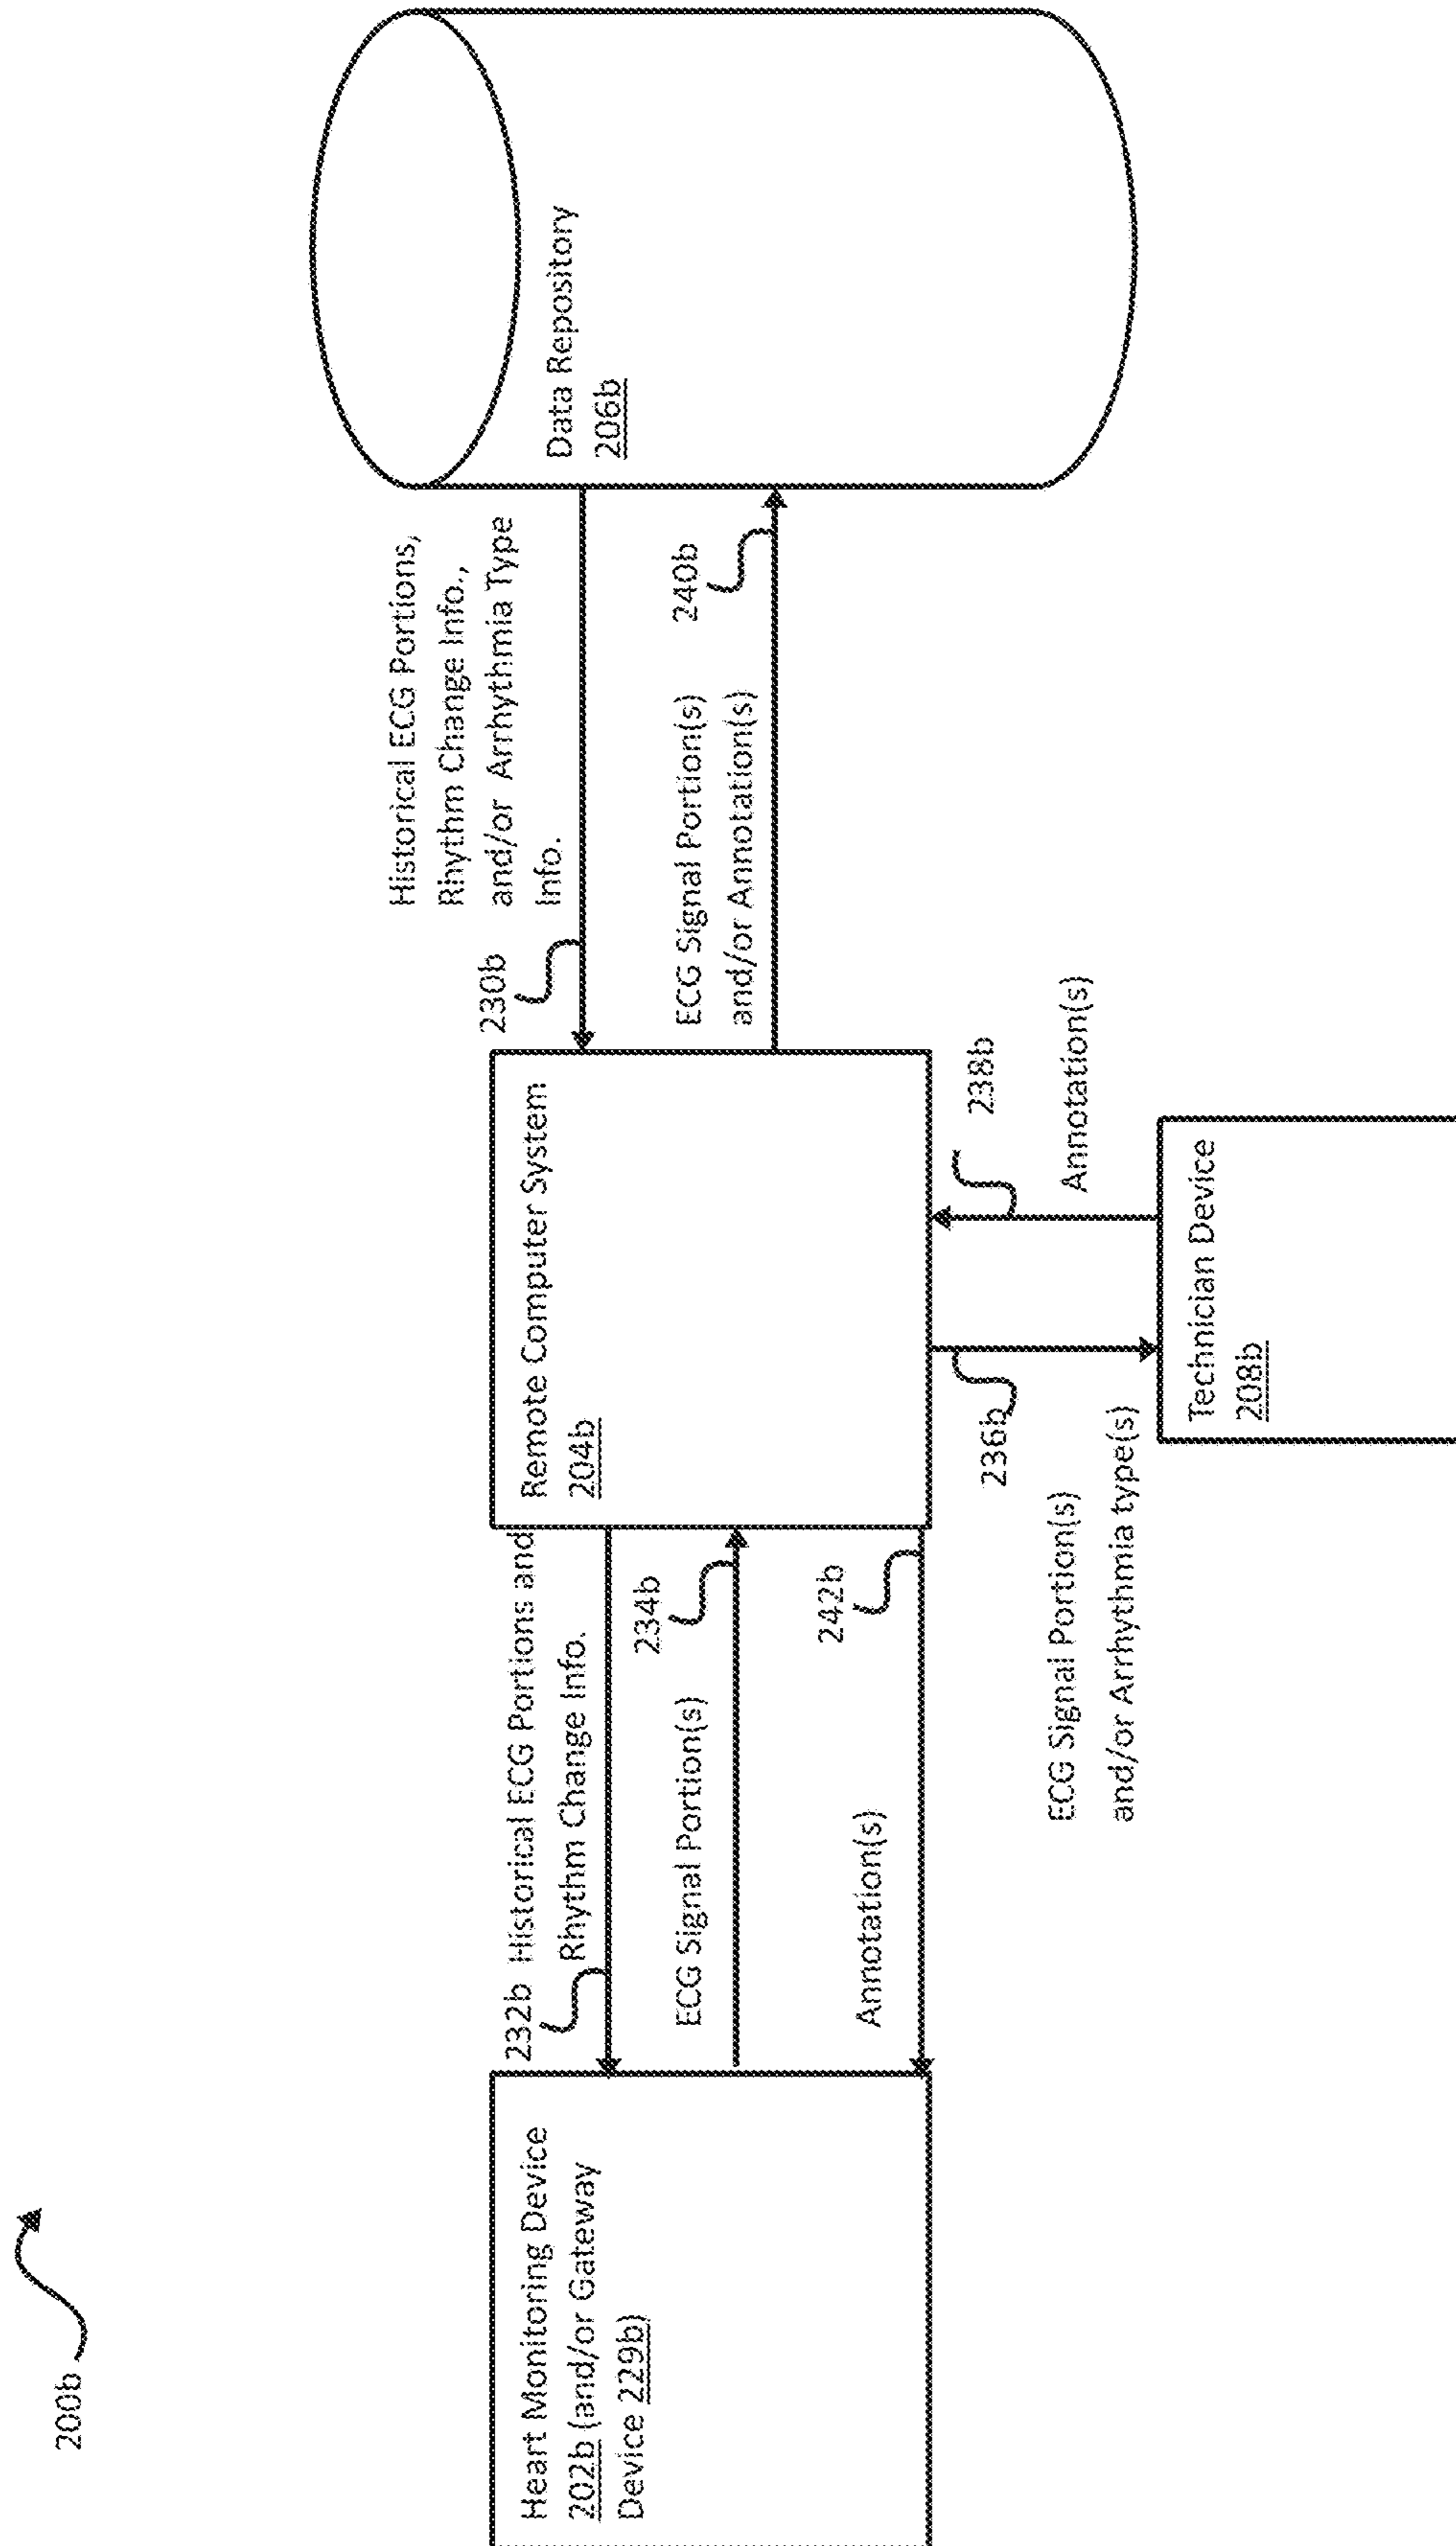 200b
Heart Monitoring Device
202b (and/or Gateway
Device 229b)
232b Historical ECG Portions and
Rhythm Change Info.
234b
ECG Signal Portion(s)
242b
Annotation(s)
Remote Computer System
204b
230b
Historical ECG Portions,
Rhythm Change Info.,
and/or Arrhythmia Type
Info.
240b
ECG Signal Portion(s)
and/or Annotation(s)
Data Repository
206b
236b
ECG Signal Portion(s)
and/or Arrhythmia type(s)
238b
Annotation(s)
Technician Device
208b